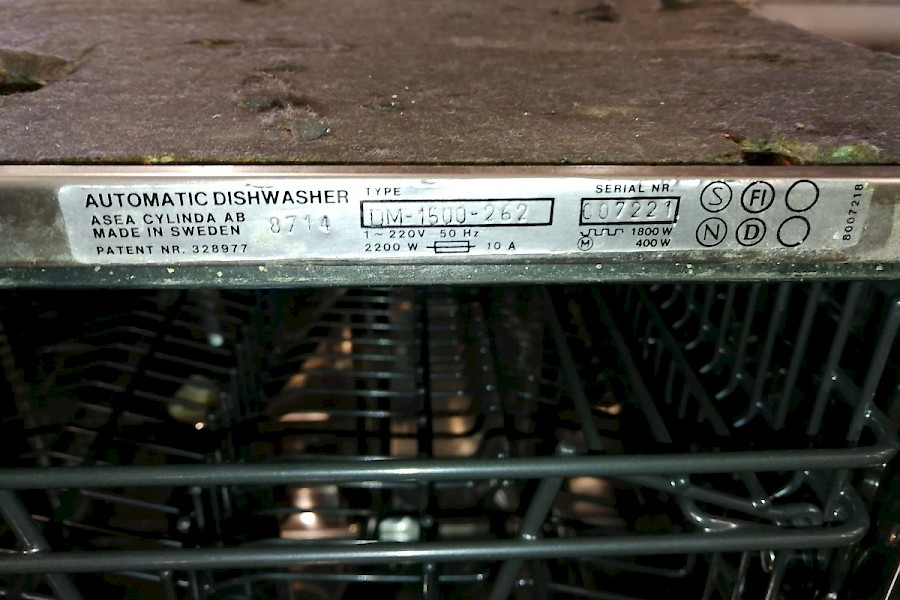 AUTOMATIC DISHWASHER
ASEA CYLINDA AB
MADE IN SWEDEN 8714
PATENT NR. 328977
TYPE
DM-1500-262
1 ~ 220V 50 Hz
2200 W 10 A
SERIAL NR.
007221
1800 W
M 400 W
S FI
N D
8007218